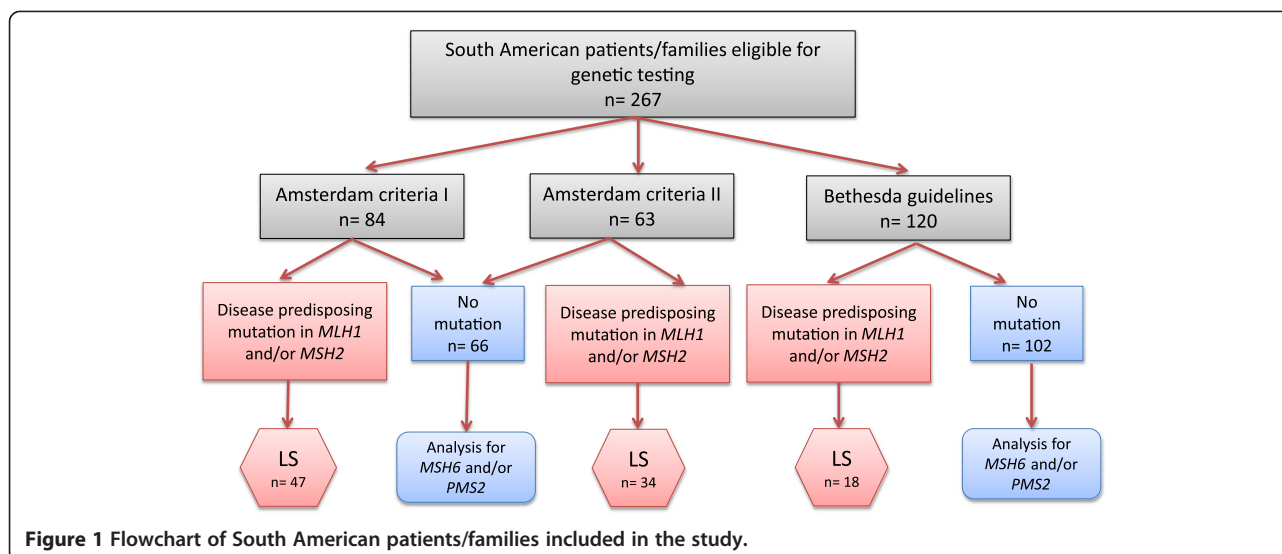 South American patients/families eligible for
genetic testing
n= 267
Amsterdam criteria I
n= 84
Amsterdam criteria II
n= 63
Bethesda guidelines
n= 120
Disease predisposing
mutation in MLH1
and/or MSH2
No
mutation
n= 66
Disease predisposing
mutation in MLH1
and/or MSH2
Disease predisposing
mutation in MLH1
and/or MSH2
No
mutation
n= 102
LS
n= 47
Analysis for
MSH6 and/or
PMS2
LS
n= 34
LS
n= 18
Analysis for
MSH6 and/or
PMS2
Figure 1 Flowchart of South American patients/families included in the study.